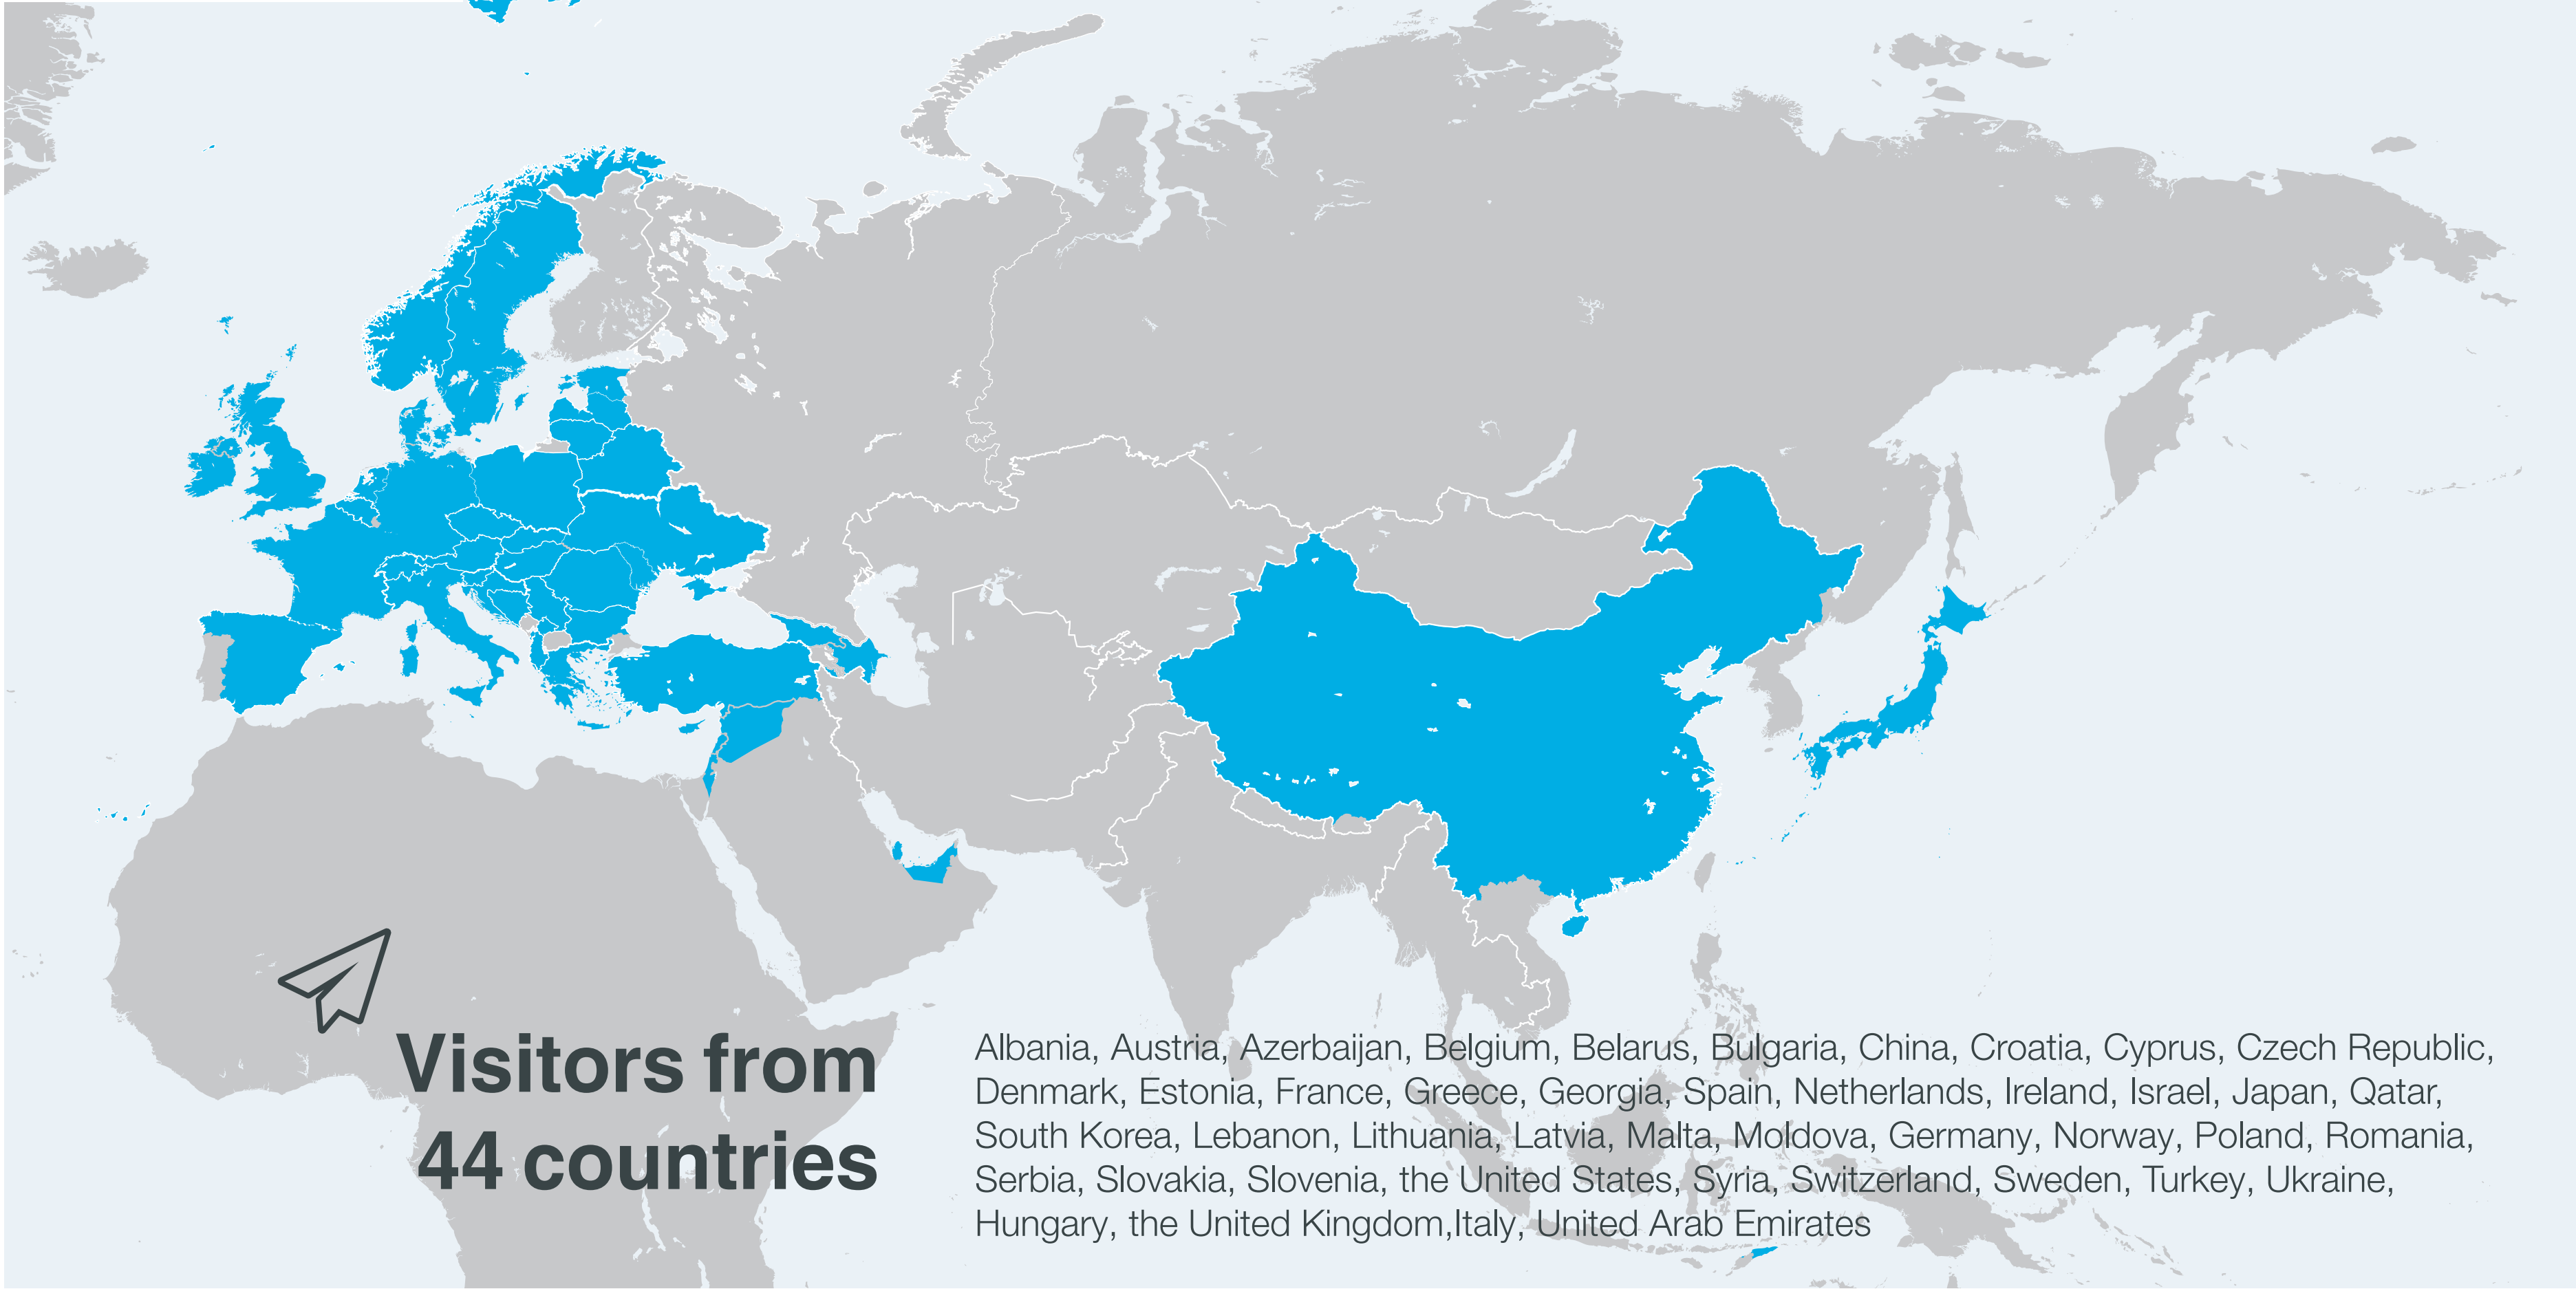 Visitors from
44 countries
Albania, Austria, Azerbaijan, Belgium, Belarus, Bulgaria, China, Croatia, Cyprus, Czech Republic,
Denmark, Estonia, France, Greece, Georgia, Spain, Netherlands, Ireland, Israel, Japan, Qatar,
South Korea, Lebanon, Lithuania, Latvia, Malta, Moldova, Germany, Norway, Poland, Romania,
Serbia, Slovakia, Slovenia, the United States, Syria, Switzerland, Sweden, Turkey, Ukraine,
Hungary, the United Kingdom,Italy, United Arab Emirates